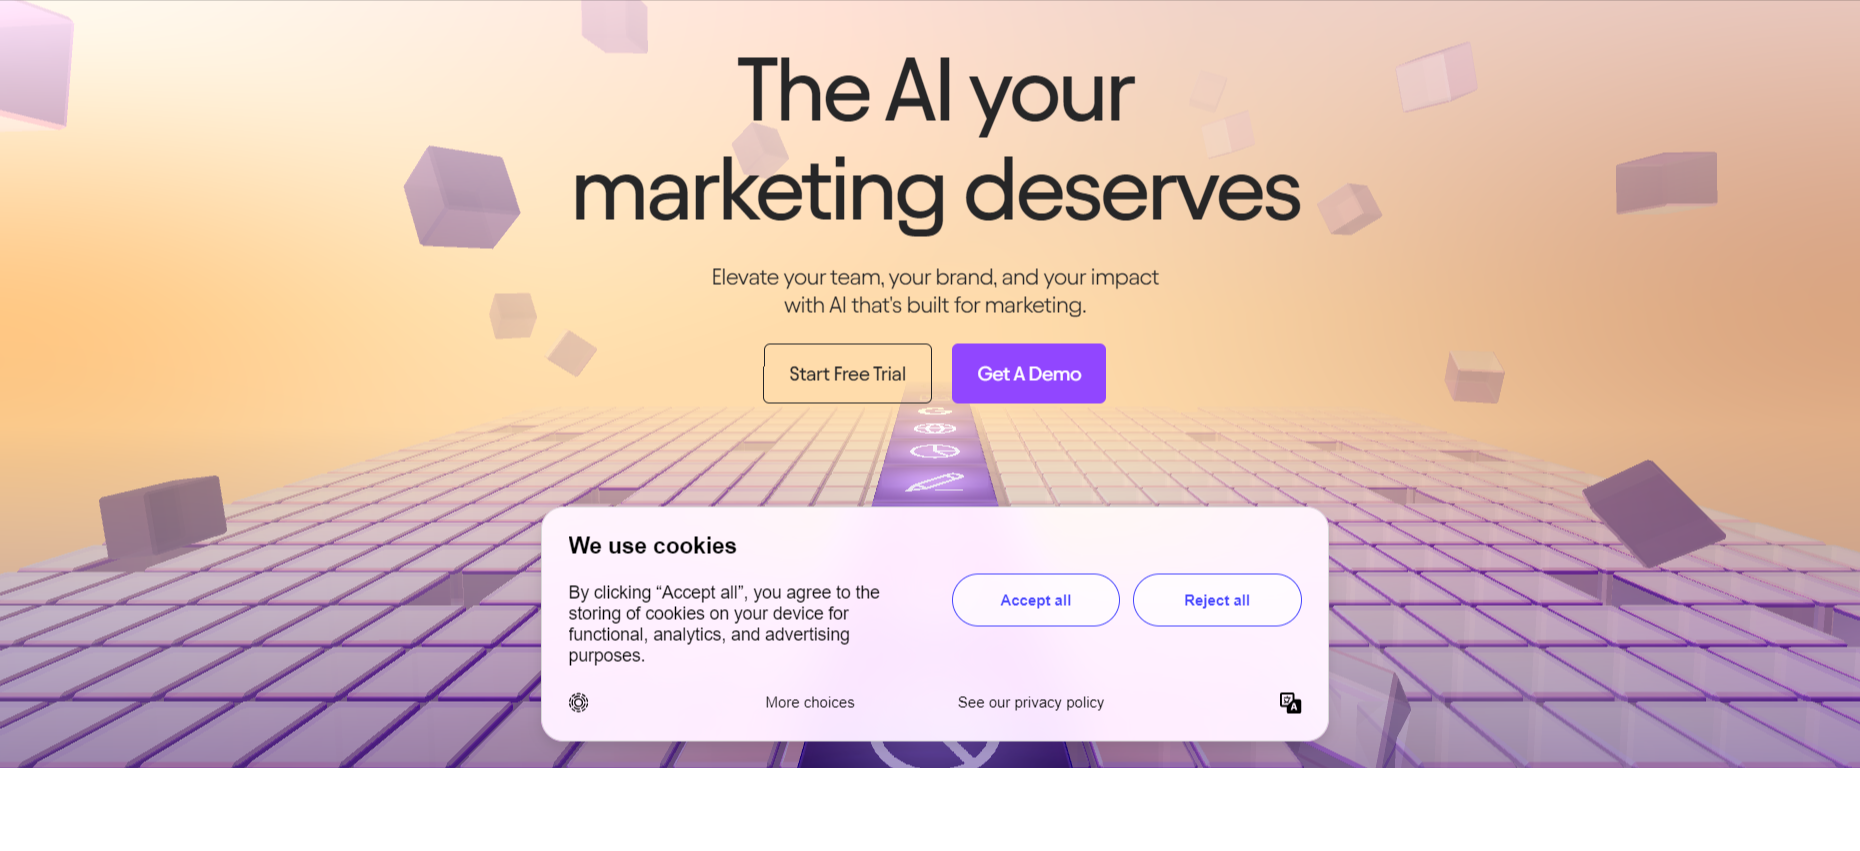 The AI your
marketing deserves
Elevate your team, your brand, and your impact
with AI that's built for marketing.
Start Free Trial
Get A Demo
We use cookies
By clicking “Accept all”, you agree to the
storing of cookies on your device for
functional, analytics, and advertising
purposes.
Accept all
Reject all
More choices
See our privacy policy